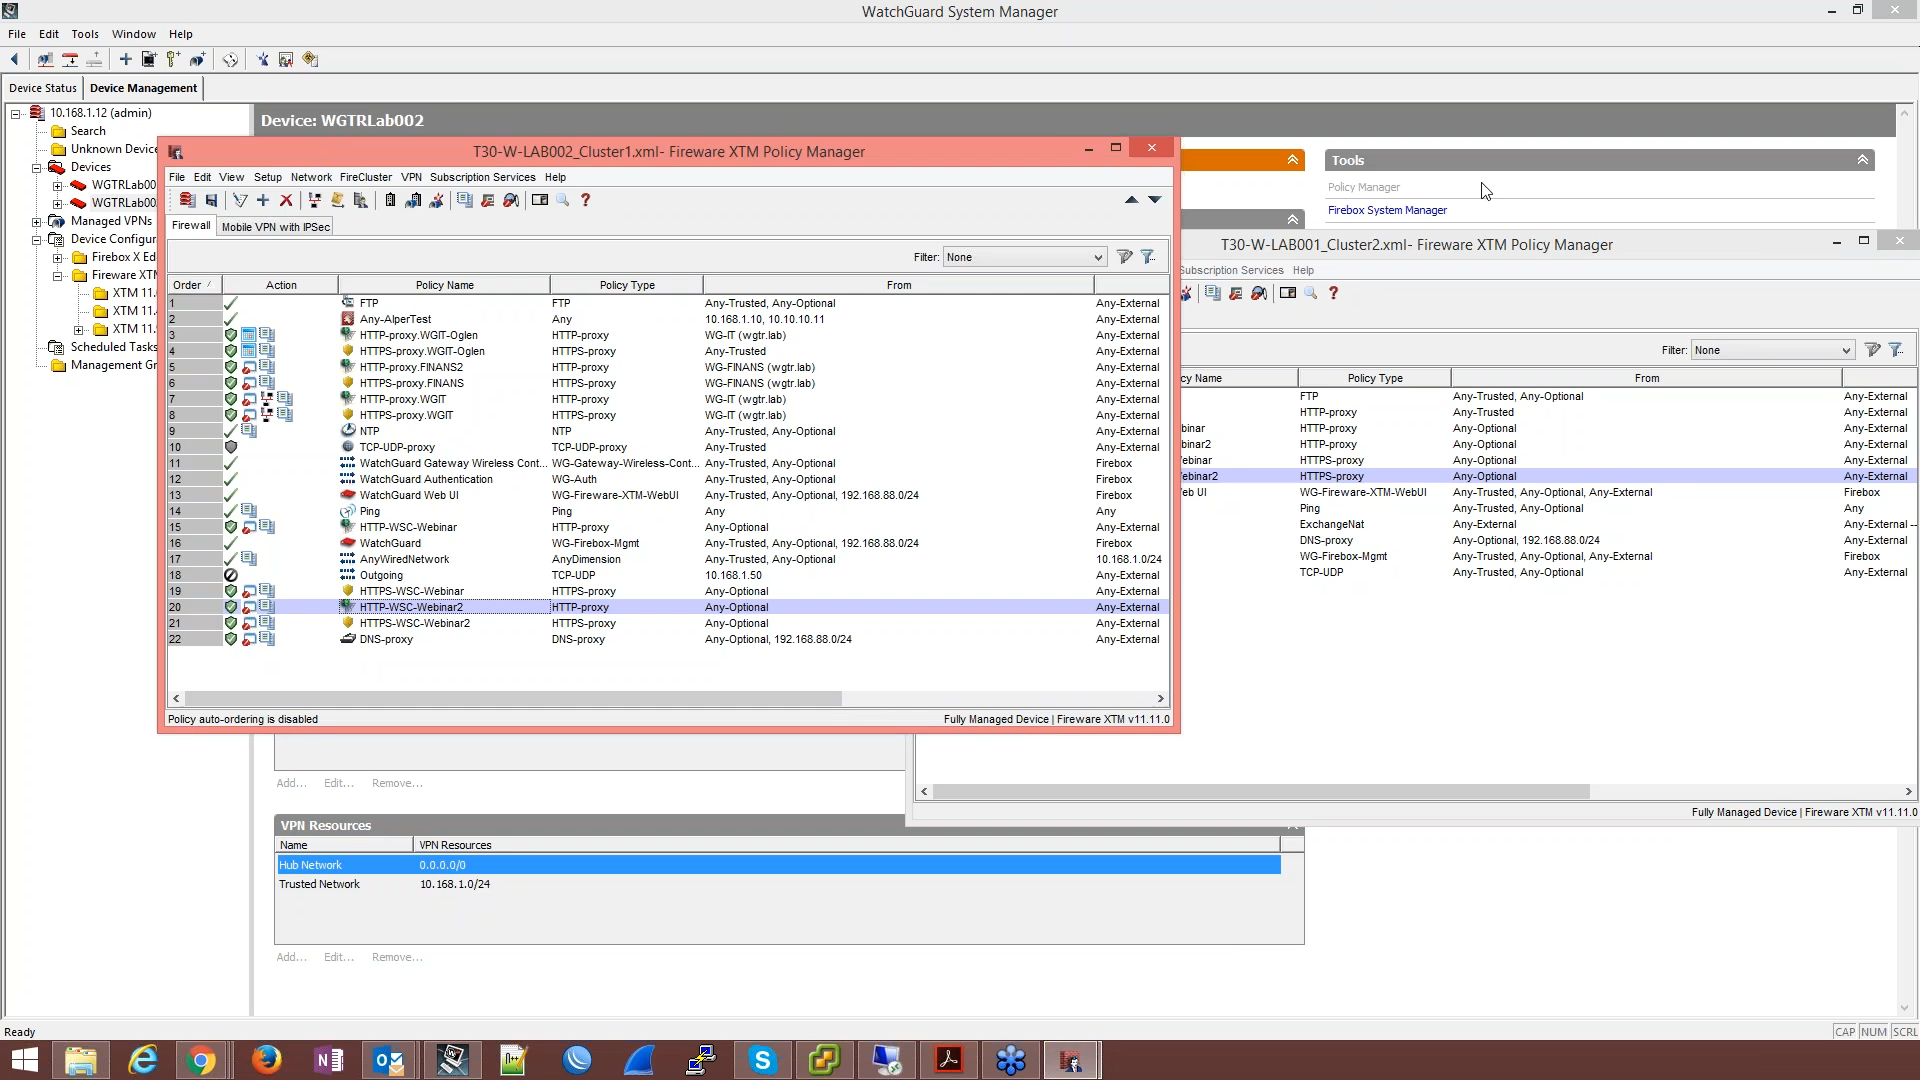 WatchGuard System Manager
File Edit Tools Window Help
Device Status Device Management
10.168.1.12 (admin)
Search
Unknown Device
Devices
WGTRLab00
WGTRLab00
Managed VPNs
Device Configur
Firebox X Ed
Fireware XTM
XTM 11.
XTM 11.
XTM 11.
Scheduled Tasks
Management Gr
Device: WGTRLab002
Tools
Policy Manager
Firebox System Manager
T30-W-LAB002_Cluster1.xml- Fireware XTM Policy Manager
File Edit View Setup Network FireCluster VPN Subscription Services Help
Firewall Mobile VPN with IPSec
Filter: None
Order Action Policy Name Policy Type From
1 FTP FTP Any-Trusted, Any-Optional Any-External
2 Any-AlperTest Any 10.168.1.10, 10.10.10.11 Any-External
3 HTTP-proxy.WGIT-Oglen HTTP-proxy WG-IT (wgtr.lab) Any-External
4 HTTPS-proxy.WGIT-Oglen HTTPS-proxy Any-Trusted Any-External
5 HTTP-proxy.FINANS2 HTTP-proxy WG-FINANS (wgtr.lab) Any-External
6 HTTPS-proxy.FINANS HTTPS-proxy WG-FINANS (wgtr.lab) Any-External
7 HTTP-proxy.WGIT HTTP-proxy WG-IT (wgtr.lab) Any-External
8 HTTPS-proxy.WGIT HTTPS-proxy WG-IT (wgtr.lab) Any-External
9 NTP NTP Any-Trusted, Any-Optional Any-External
10 TCP-UDP-proxy TCP-UDP-proxy Any-Trusted Any-External
11 WatchGuard Gateway Wireless Cont... WG-Gateway-Wireless-Cont... Any-Trusted, Any-Optional Firebox
12 WatchGuard Authentication WG-Auth Any-Trusted, Any-Optional Firebox
13 WatchGuard Web UI WG-Fireware-XTM-WebUI Any-Trusted, Any-Optional, 192.168.88.0/24 Firebox
14 Ping Ping Any Any
15 HTTP-WSC-Webinar HTTP-proxy Any-Optional Any-External
16 WatchGuard WG-Firebox-Mgmt Any-Trusted, Any-Optional, 192.168.88.0/24 Firebox
17 AnyWiredNetwork AnyDimension Any-Trusted, Any-Optional 10.168.1.0/24
18 Outgoing TCP-UDP 10.168.1.50 Any-External
19 HTTPS-WSC-Webinar HTTPS-proxy Any-Optional Any-External
20 HTTP-WSC-Webinar2 HTTP-proxy Any-Optional Any-External
21 HTTPS-WSC-Webinar2 HTTPS-proxy Any-Optional Any-External
22 DNS-proxy DNS-proxy Any-Optional, 192.168.88.0/24 Any-External
Policy auto-ordering is disabled Fully Managed Device | Fireware XTM v11.11.0
T30-W-LAB001_Cluster2.xml- Fireware XTM Policy Manager
Subscription Services Help
Filter: None
cy Name Policy Type From
FTP Any-Trusted, Any-Optional Any-External
HTTP-proxy Any-Trusted Any-External
binar HTTP-proxy Any-Optional Any-External
binar2 HTTP-proxy Any-Optional Any-External
ebinar HTTPS-proxy Any-Optional Any-External
ebinar2 HTTPS-proxy Any-Optional Any-External
eb UI WG-Fireware-XTM-WebUI Any-Trusted, Any-Optional, Any-External Firebox
Ping Any-Trusted, Any-Optional Any
ExchangeNat Any-External Any-External --
DNS-proxy Any-Optional, 192.168.88.0/24 Any-External
WG-Firebox-Mgmt Any-Trusted, Any-Optional, Any-External Firebox
TCP-UDP Any-Trusted, Any-Optional Any-External
Fully Managed Device | Fireware XTM v11.11.0
Add... Edit... Remove...
VPN Resources
Name VPN Resources
Hub Network 0.0.0.0/0
Trusted Network 10.168.1.0/24
Add... Edit... Remove...
Ready CAP NUM SCRL